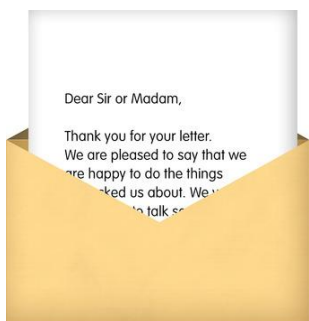 Dear Sir or Madam,
Thank you for your letter.
We are pleased to say that we
are happy to do the things
us about. We
to talk